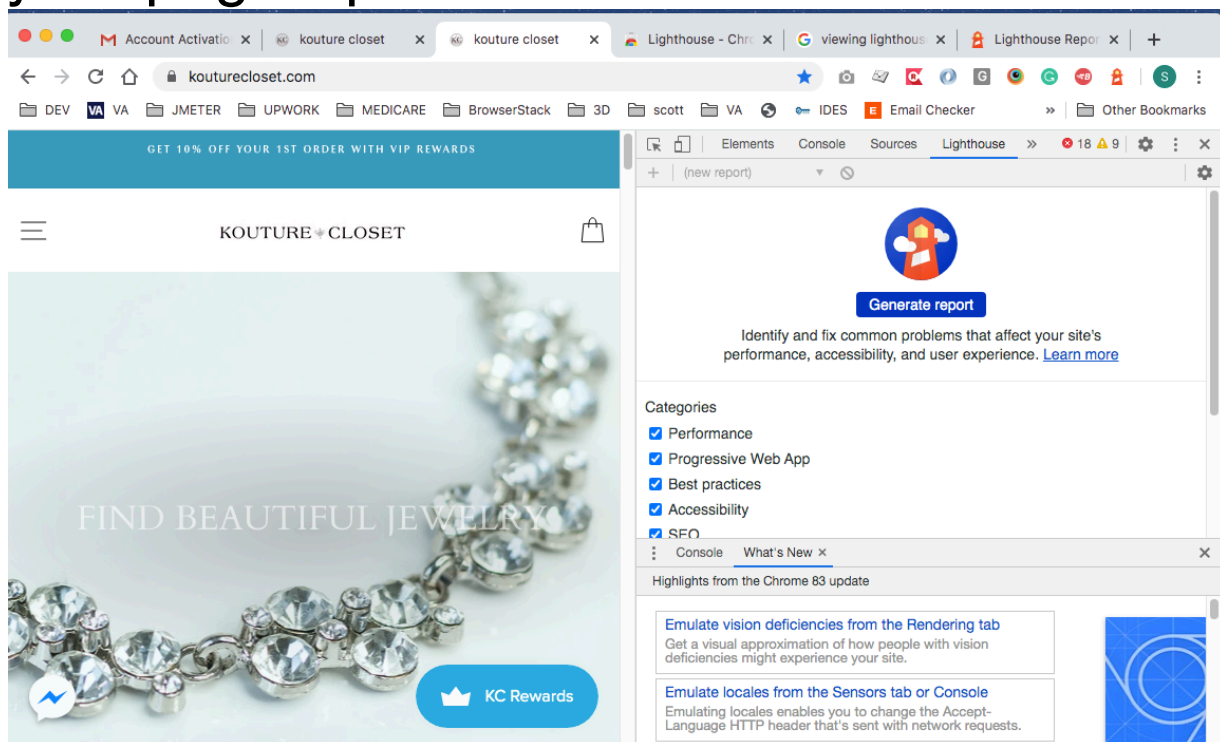 M Account Activatio
KC kouture closet
KC kouture closet
Lighthouse - Chro
G viewing lighthous
Lighthouse Repor
kouturecloset.com
S
DEV
VA VA
JMETER
UPWORK
MEDICARE
BrowserStack
3D
scott
VA
IDES
E Email Checker
»
Other Bookmarks
GET 10% OFF YOUR 1ST ORDER WITH VIP REWARDS
KOUTURE CLOSET
FIND BEAUTIFUL JEWELRY
KC Rewards
Elements Console Sources Lighthouse » 18 9
+ (new report)
Generate report
Identify and fix common problems that affect your site's
performance, accessibility, and user experience. Learn more
Categories
Performance
Progressive Web App
Best practices
Accessibility
SEO
Console What's New ×
Highlights from the Chrome 83 update
Emulate vision deficiencies from the Rendering tab
Get a visual approximation of how people with vision
deficiencies might experience your site.
Emulate locales from the Sensors tab or Console
Emulating locales enables you to change the Accept-
Language HTTP header that's sent with network requests.